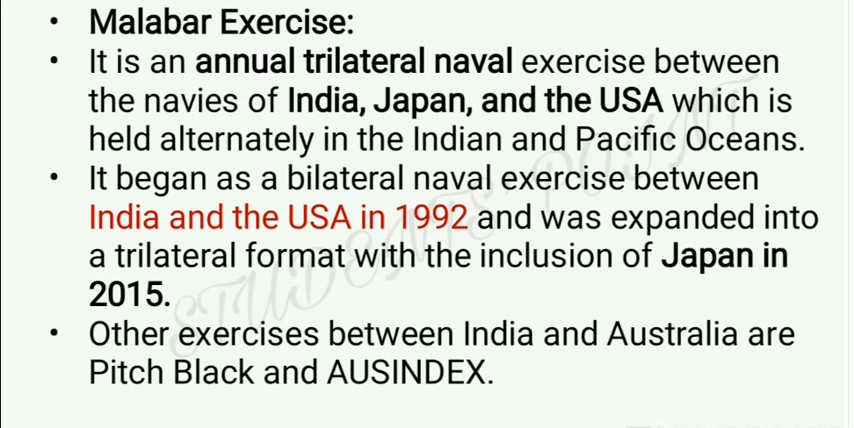 • Malabar Exercise:
• It is an annual trilateral naval exercise between
the navies of India, Japan, and the USA which is
held alternately in the Indian and Pacific Oceans.
• It began as a bilateral naval exercise between
India and the USA in 1992 and was expanded into
a trilateral format with the inclusion of Japan in
2015.
• Other exercises between India and Australia are
Pitch Black and AUSINDEX.
STUDENTS POINT